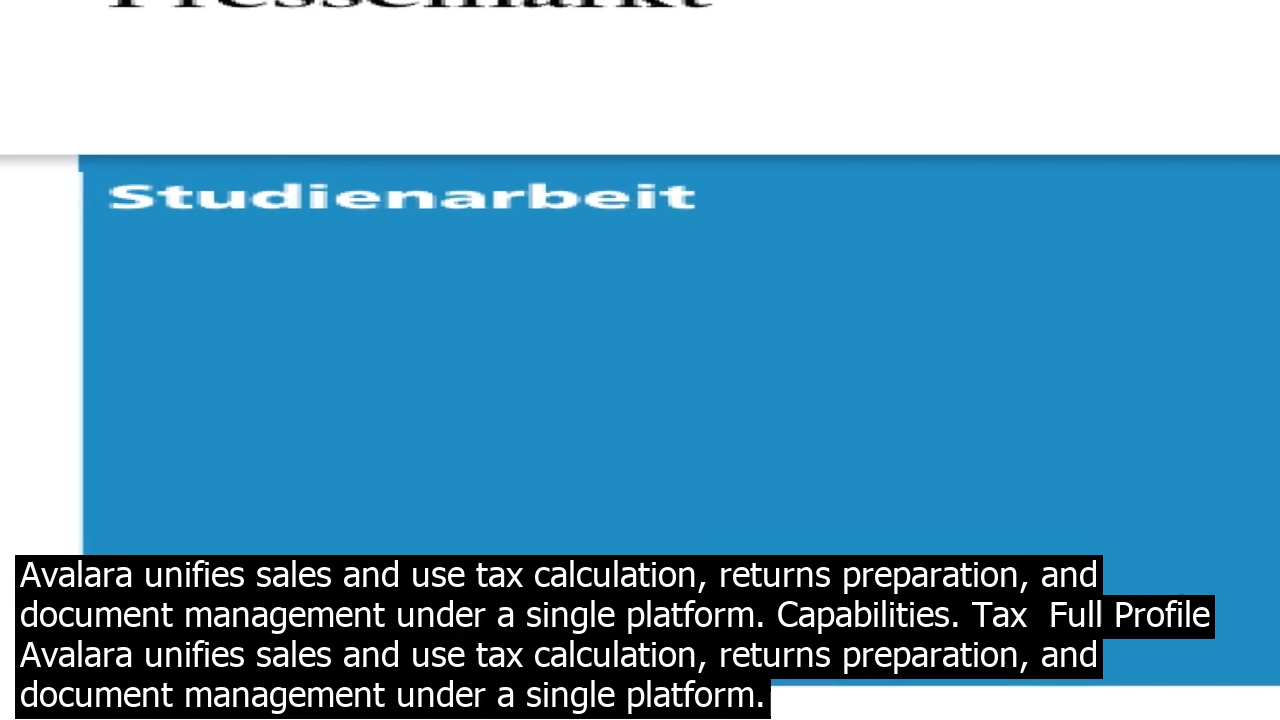 Pressemarkt
Studienarbeit
Avalara unifies sales and use tax calculation, returns preparation, and
document management under a single platform. Capabilities. Tax  Full Profile
Avalara unifies sales and use tax calculation, returns preparation, and
document management under a single platform.